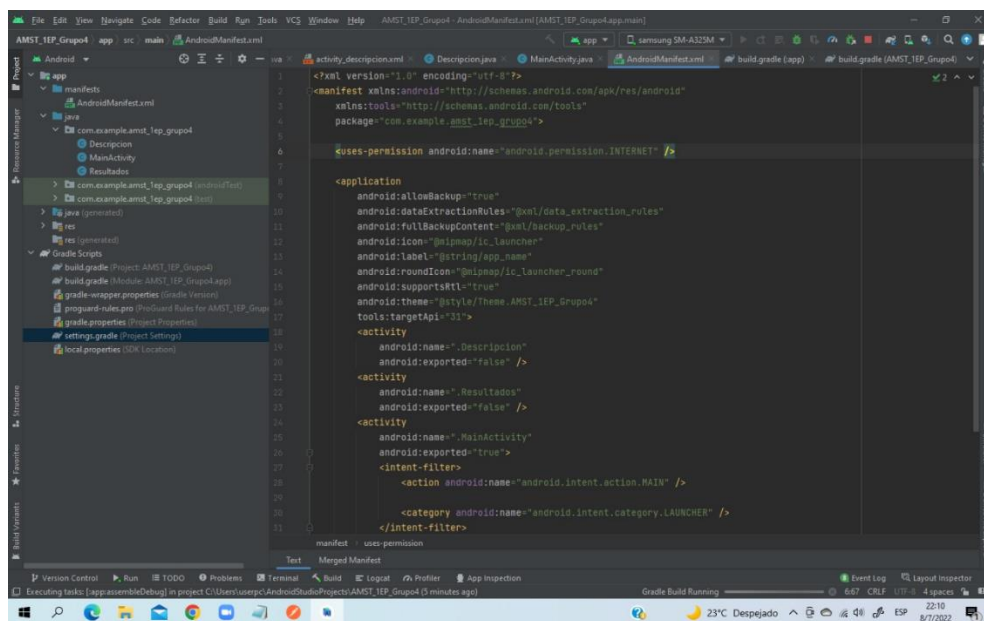 File Edit View Navigate Code Refactor Build Run Tools VCS Window Help AMST_1EP_Grupo4 - AndroidManifest.xml [AMST_1EP_Grupo4.app.main]
AMST_1EP_Grupo4 app src main AndroidManifest.xml app samsung SM-A325M
Android activity_descripcion.xml Descripcion.java MainActivity.java AndroidManifest.xml build.gradle (:app) build.gradle (AMST_1EP_Grupo4)
Project
Resource Manager
Structure
Favorites
Build Variants
app
manifests
AndroidManifest.xml
java
com.example.amst_1ep_grupo4
Descripcion
MainActivity
Resultados
com.example.amst_1ep_grupo4 (androidTest)
com.example.amst_1ep_grupo4 (test)
java (generated)
res
res (generated)
Gradle Scripts
build.gradle (Project: AMST_1EP_Grupo4)
build.gradle (Module: AMST_1EP_Grupo4.app)
gradle-wrapper.properties (Gradle Version)
proguard-rules.pro (ProGuard Rules for AMST_1EP_Grup
gradle.properties (Project Properties)
settings.gradle (Project Settings)
local.properties (SDK Location)
2
1 <?xml version="1.0" encoding="utf-8"?>
2 <manifest xmlns:android="http://schemas.android.com/apk/res/android"
3 xmlns:tools="http://schemas.android.com/tools"
4 package="com.example.amst_1ep_grupo4">
5
6 <uses-permission android:name="android.permission.INTERNET" />
7
8 <application
9 android:allowBackup="true"
10 android:dataExtractionRules="@xml/data_extraction_rules"
11 android:fullBackupContent="@xml/backup_rules"
12 android:icon="@mipmap/ic_launcher"
13 android:label="@string/app_name"
14 android:roundIcon="@mipmap/ic_launcher_round"
15 android:supportsRtl="true"
16 android:theme="@style/Theme.AMST_1EP_Grupo4"
17 tools:targetApi="31">
18 <activity
19 android:name=".Descripcion"
20 android:exported="false" />
21 <activity
22 android:name=".Resultados"
23 android:exported="false" />
24 <activity
25 android:name=".MainActivity"
26 android:exported="true">
27 <intent-filter>
28 <action android:name="android.intent.action.MAIN" />
29
30 <category android:name="android.intent.category.LAUNCHER" />
31 </intent-filter>
manifest uses-permission
Text Merged Manifest
Version Control Run TODO Problems Terminal Build Logcat Profiler App Inspection Event Log Layout Inspector
Executing tasks: [:app:assembleDebug] in project C:\Users\userpc\AndroidStudioProjects\AMST_1EP_Grupo4 (5 minutes ago) Gradle Build Running 6:67 CRLF UTF-8 4 spaces
23°C Despejado ESP 22:10
8/7/2022